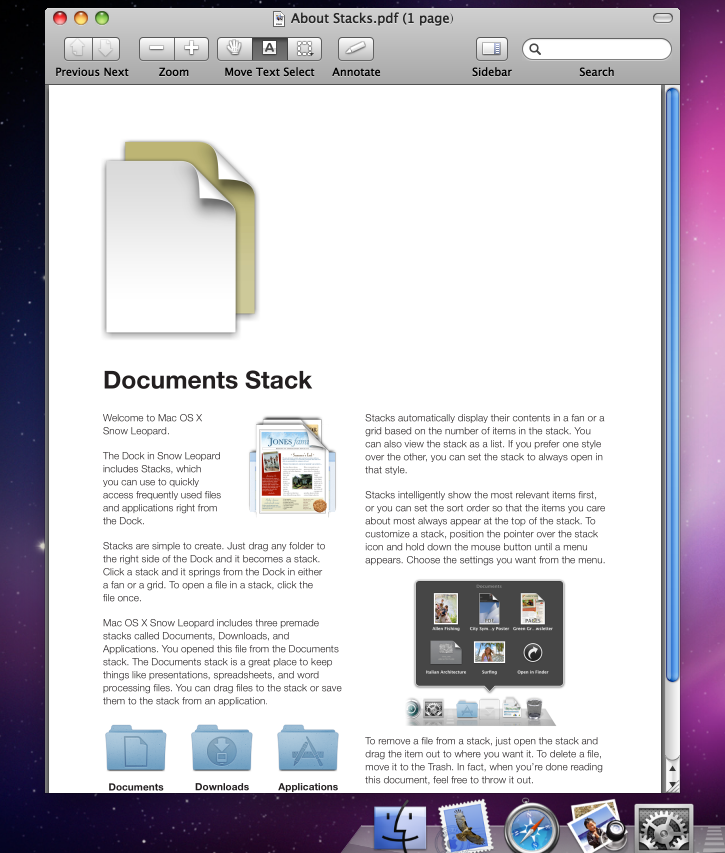 About Stacks.pdf (1 page)
Previous Next Zoom Move Text Select Annotate Sidebar Search
Documents Stack
Welcome to Mac OS X
Snow Leopard.
The Dock in Snow Leopard
includes Stacks, which
you can use to quickly
access frequently used files
and applications right from
the Dock.
Stacks are simple to create. Just drag any folder to
the right side of the Dock and it becomes a stack.
Click a stack and it springs from the Dock in either
a fan or a grid. To open a file in a stack, click the
file once.
Mac OS X Snow Leopard includes three premade
stacks called Documents, Downloads, and
Applications. You opened this file from the Documents
stack. The Documents stack is a great place to keep
things like presentations, spreadsheets, and word
processing files. You can drag files to the stack or save
them to the stack from an application.
Documents Downloads Applications
JONES fami
Stacks automatically display their contents in a fan or a
grid based on the number of items in the stack. You
can also view the stack as a list. If you prefer one style
over the other, you can set the stack to always open in
that style.
Stacks intelligently show the most relevant items first,
or you can set the sort order so that the items you care
about most always appear at the top of the stack. To
customize a stack, position the pointer over the stack
icon and hold down the mouse button until a menu
appears. Choose the settings you want from the menu.
Documents
PDF PAGES
Allen Fishing City Sym...y Poster Green Gr...wsletter
Italian Architecture Surfing Open in Finder
To remove a file from a stack, just open the stack and
drag the item out to where you want it. To delete a file,
move it to the Trash. In fact, when you're done reading
this document, feel free to throw it out.